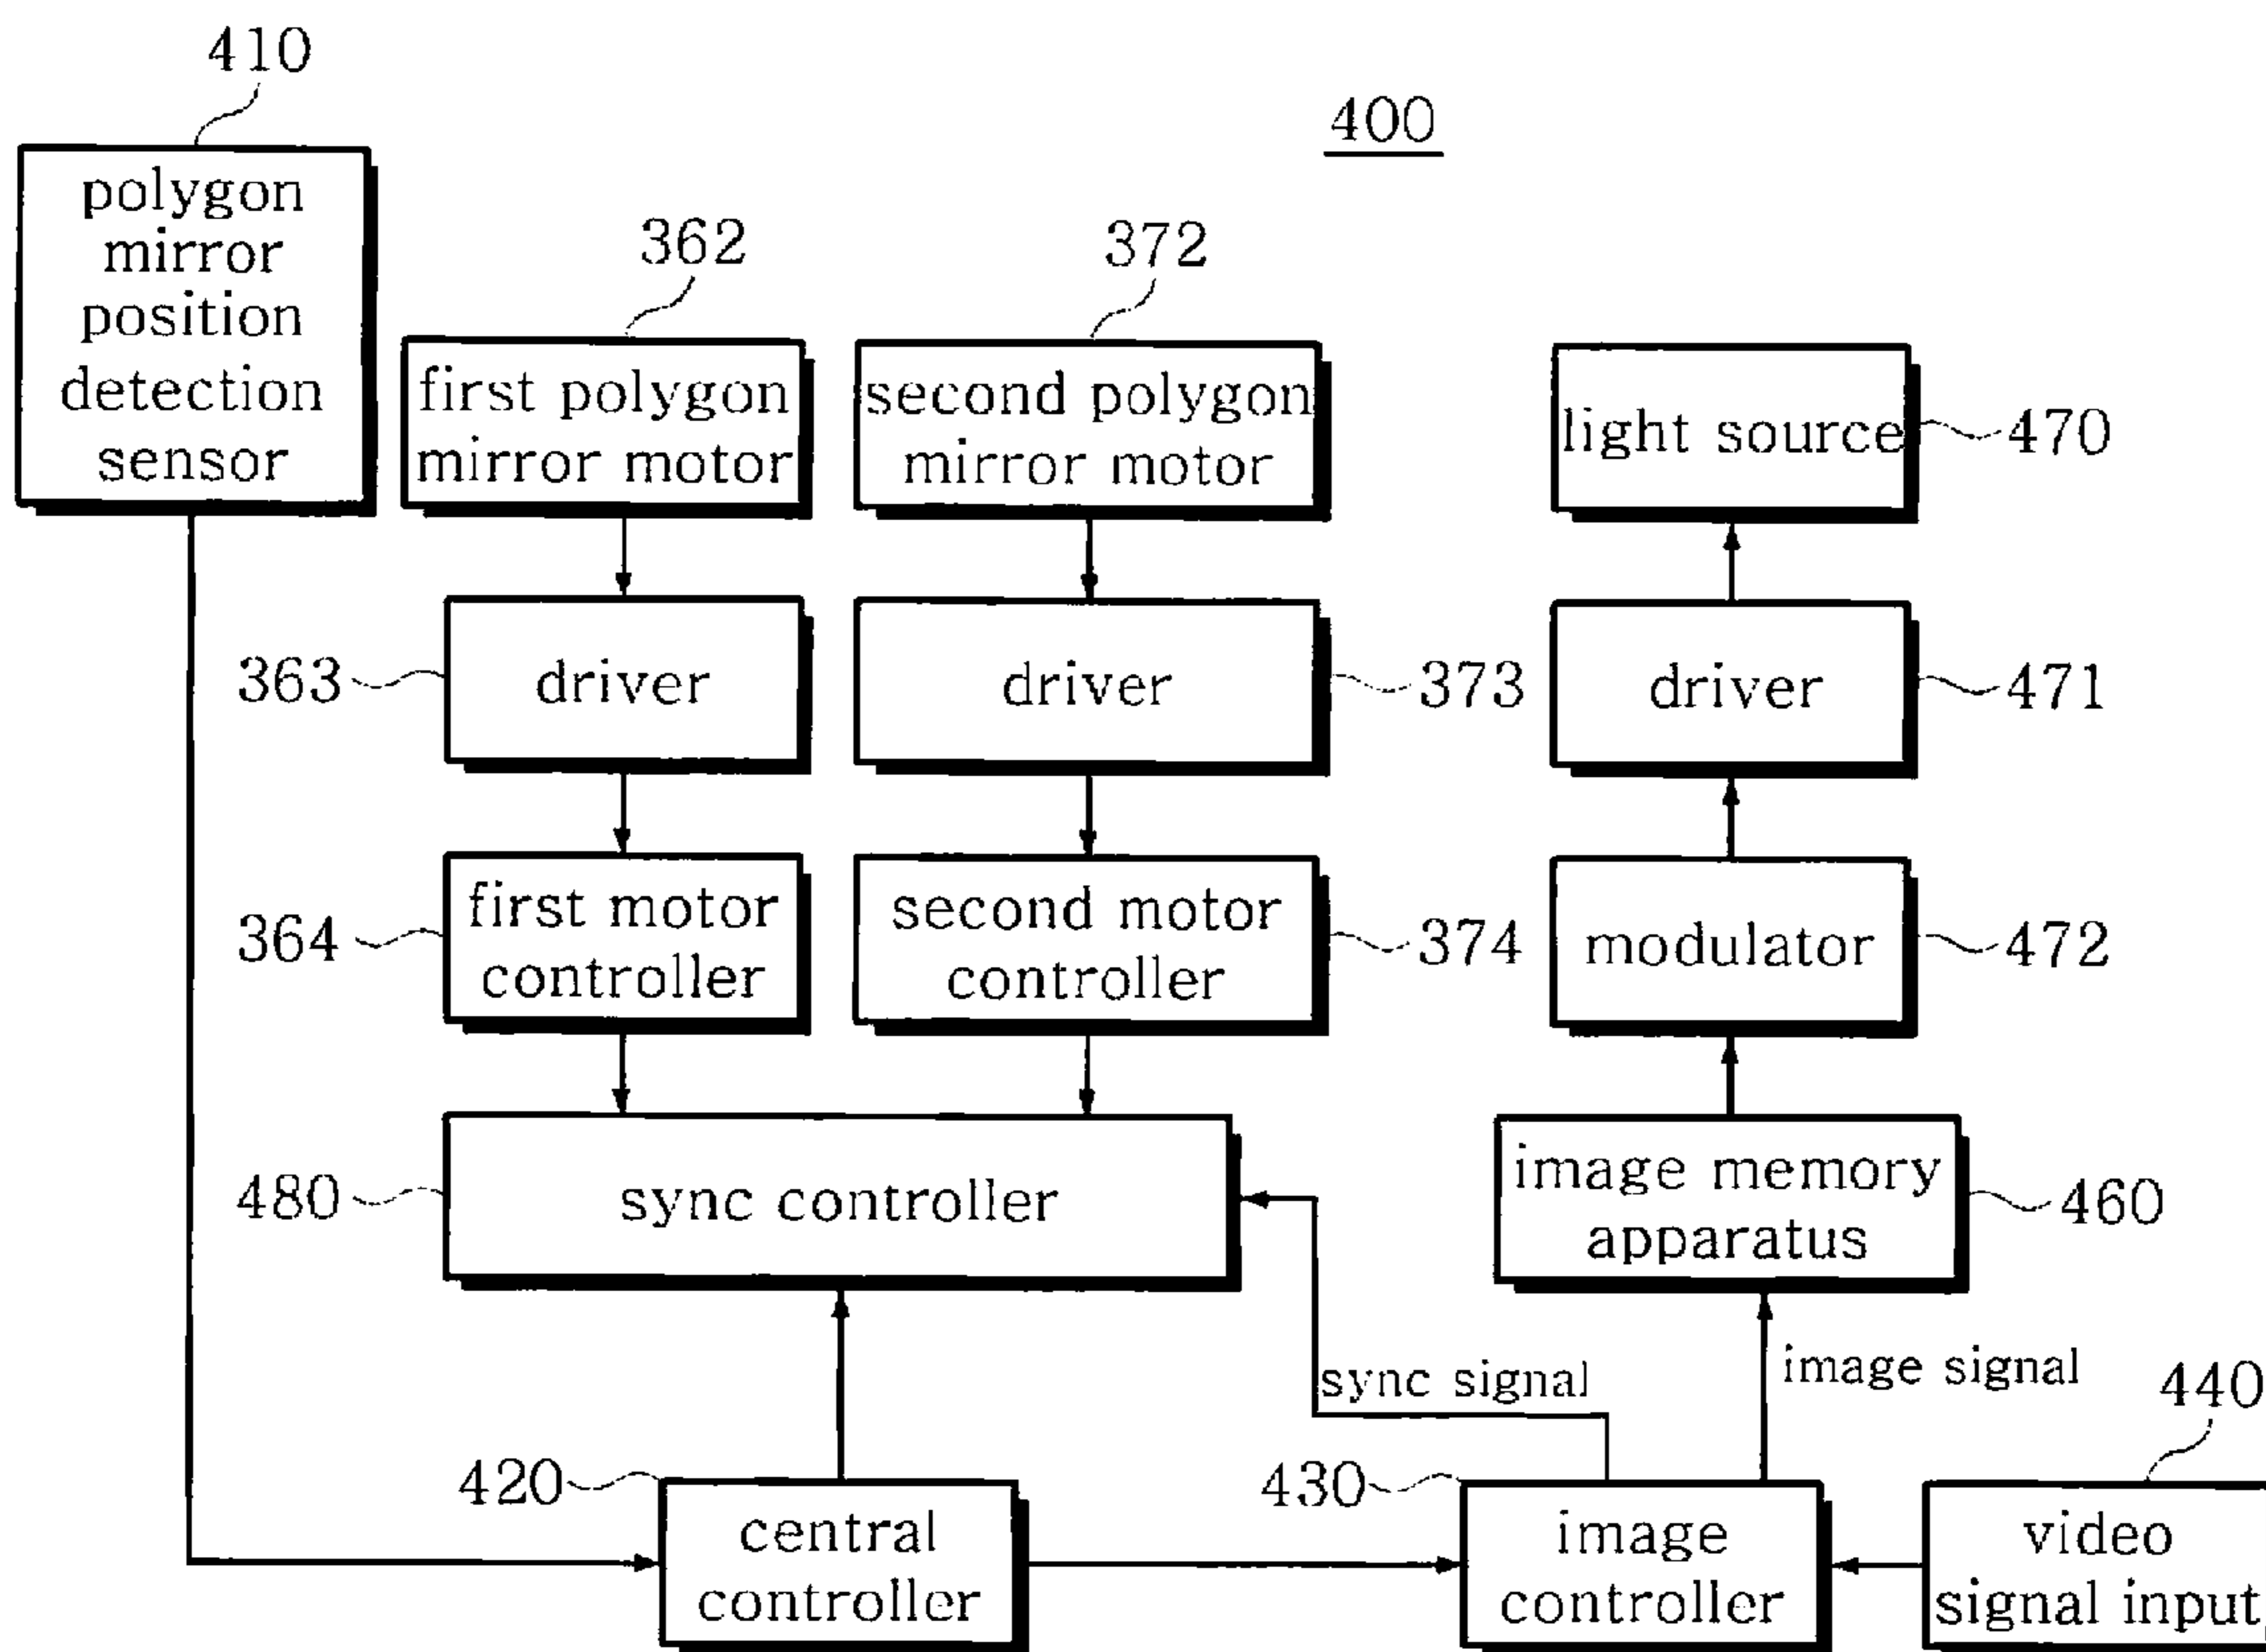 410
400
polygon
mirror
position
detection
sensor
362
372
first polygon
mirror motor
second polygon
mirror motor
light source
470
363
driver
driver
373
driver
471
364
first motor
controller
second motor
controller
374
modulator
472
480
sync controller
image memory
apparatus
460
sync signal
image signal
440
420
central
controller
430
image
controller
video
signal input